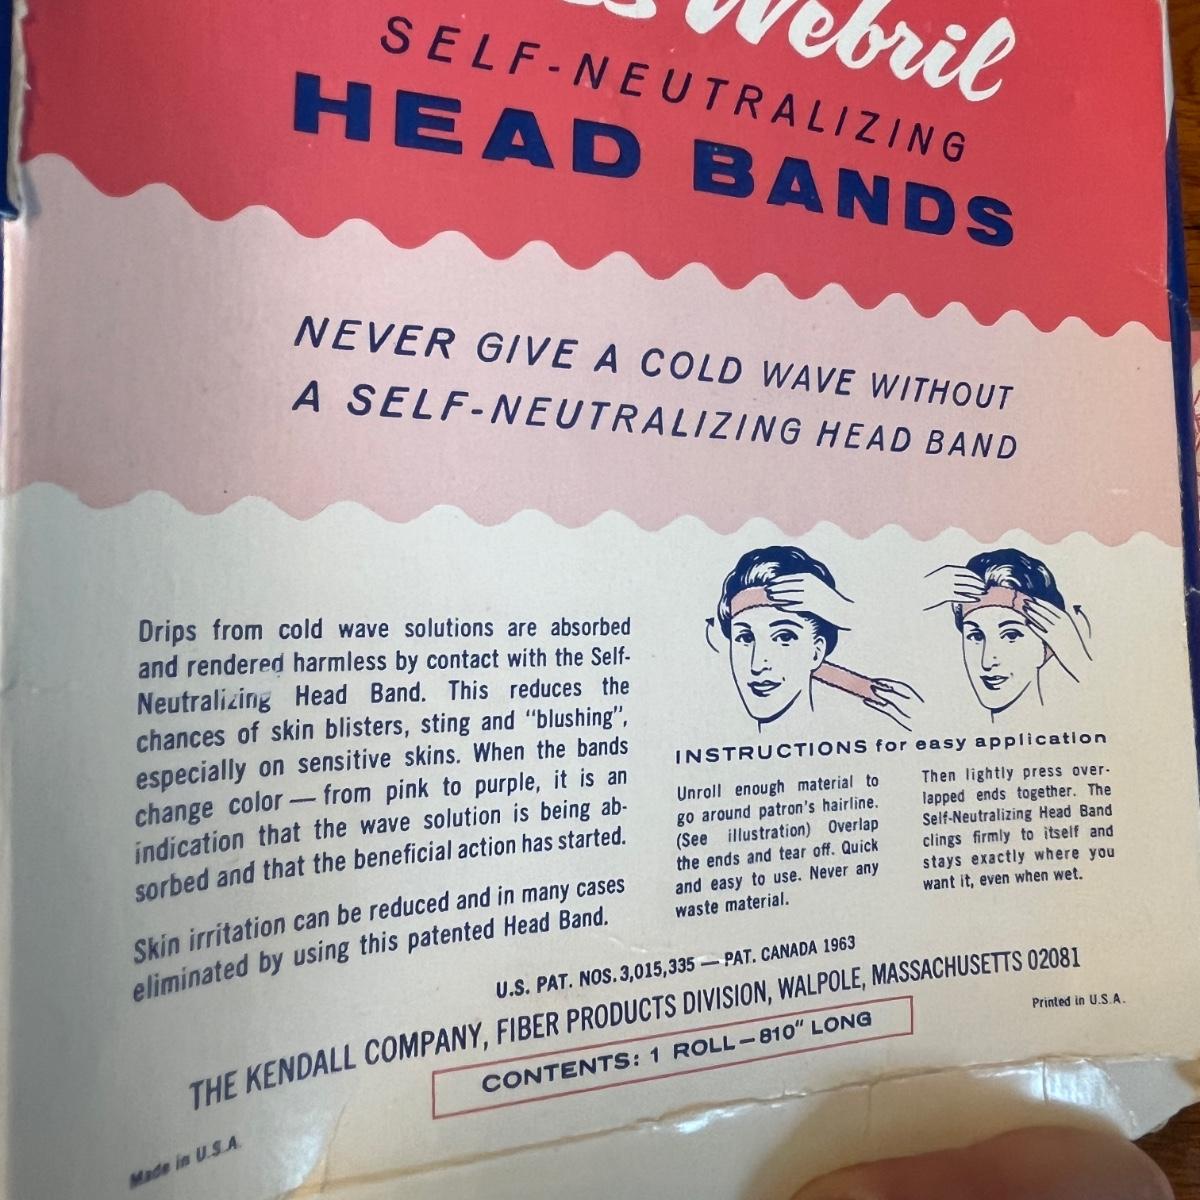 Webril
SELF-NEUTRALIZING
HEAD BANDS
NEVER GIVE A COLD WAVE WITHOUT
A SELF-NEUTRALIZING HEAD BAND
Drips from cold wave solutions are absorbed
and rendered harmless by contact with the Self-
Neutralizing Head Band. This reduces the
chances of skin blisters, sting and "blushing",
especially on sensitive skins. When the bands
change color — from pink to purple, it is an
indication that the wave solution is being ab-
sorbed and that the beneficial action has started.
Skin irritation can be reduced and in many cases
eliminated by using this patented Head Band.
INSTRUCTIONS for easy application
Unroll enough material to
go around patron's hairline.
(See illustration) Overlap
the ends and tear off. Quick
and easy to use. Never any
waste material.
Then lightly press over-
lapped ends together. The
Self-Neutralizing Head Band
clings firmly to itself and
stays exactly where you
want it, even when wet.
U.S. PAT. NOS. 3,015,335 — PAT. CANADA 1963
THE KENDALL COMPANY, FIBER PRODUCTS DIVISION, WALPOLE, MASSACHUSETTS 02081
Printed in U.S.A.
CONTENTS: 1 ROLL — 810" LONG
Made in U.S.A.